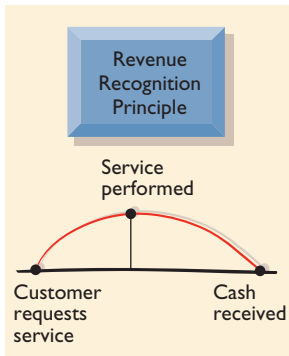 Revenue
Recognition
Principle
Service
performed
Customer
requests
service
Cash
received